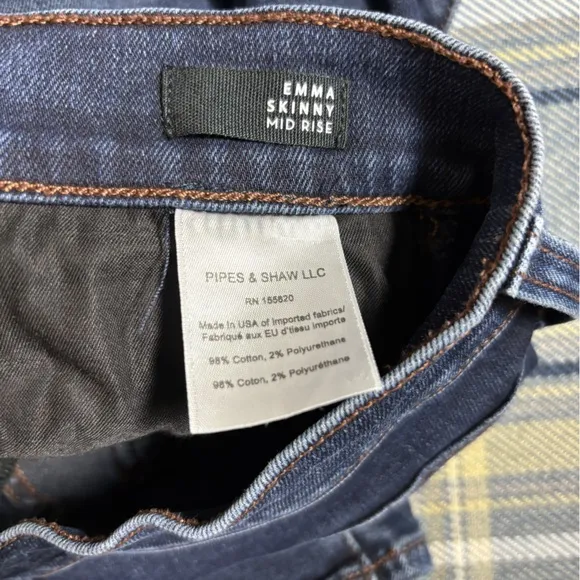 EMMA
SKINNY
MID RISE
PIPES & SHAW LLC
RN 155620
Made in USA of imported fabrics/
Fabriqué aux EU d'tissu importe
98% Cotton, 2% Polyurethane
98% Coton, 2% Polyuréthane